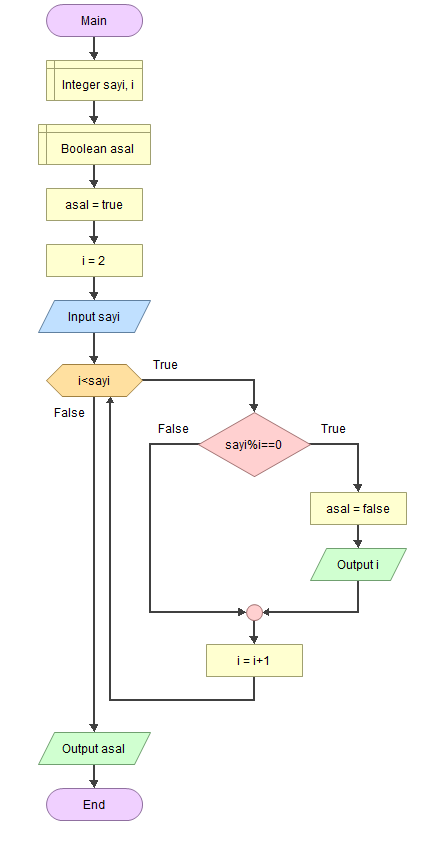 Main
Integer sayi, i
Boolean asal
asal = true
i = 2
Input sayi
i<sayi
True
False
sayi%i==0
False
True
asal = false
Output i
i = i+1
Output asal
End